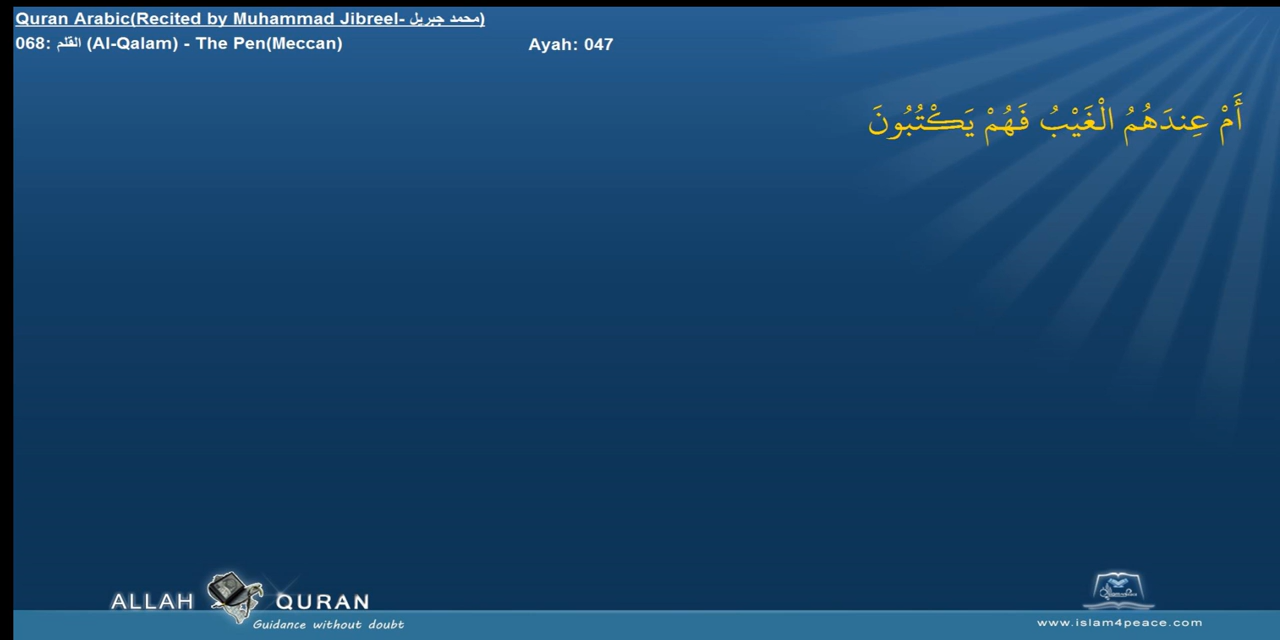 Quran Arabic(Recited by Muhammad Jibreel- محمد جبريل)
068: القلم (Al-Qalam) - The Pen(Meccan)
Ayah: 047
أَمْ عِندَهُمُ الْغَيْبُ فَهُمْ يَكْتُبُونَ
ALLAH QURAN
Guidance without doubt
www.islam4peace.com